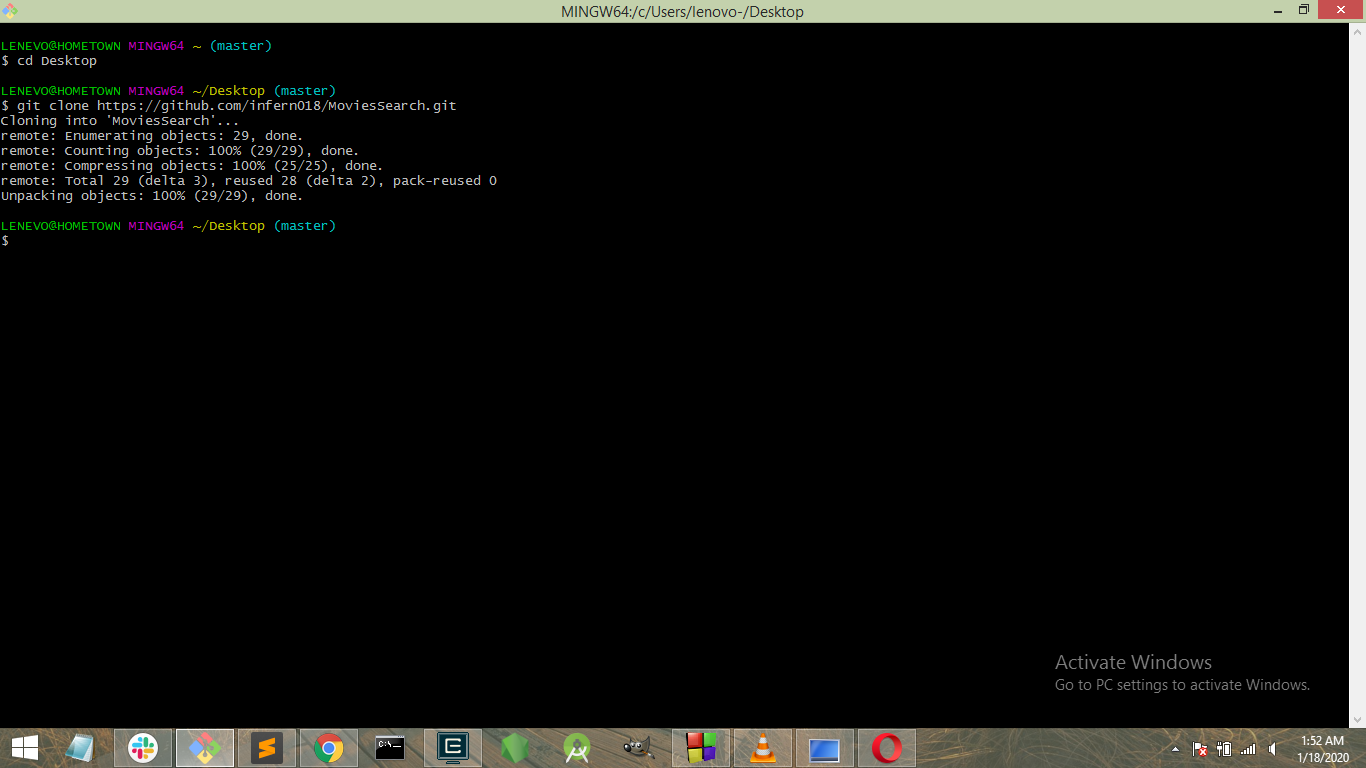 MINGW64:/c/Users/lenovo-/Desktop
LENEVO@HOMETOWN MINGW64 ~ (master)
$ cd Desktop
LENEVO@HOMETOWN MINGW64 ~/Desktop (master)
$ git clone https://github.com/infern018/MoviesSearch.git
Cloning into 'MoviesSearch'...
remote: Enumerating objects: 29, done.
remote: Counting objects: 100% (29/29), done.
remote: Compressing objects: 100% (25/25), done.
remote: Total 29 (delta 3), reused 28 (delta 2), pack-reused 0
Unpacking objects: 100% (29/29), done.
LENEVO@HOMETOWN MINGW64 ~/Desktop (master)
$
Activate Windows
Go to PC settings to activate Windows.
1:52 AM
1/18/2020